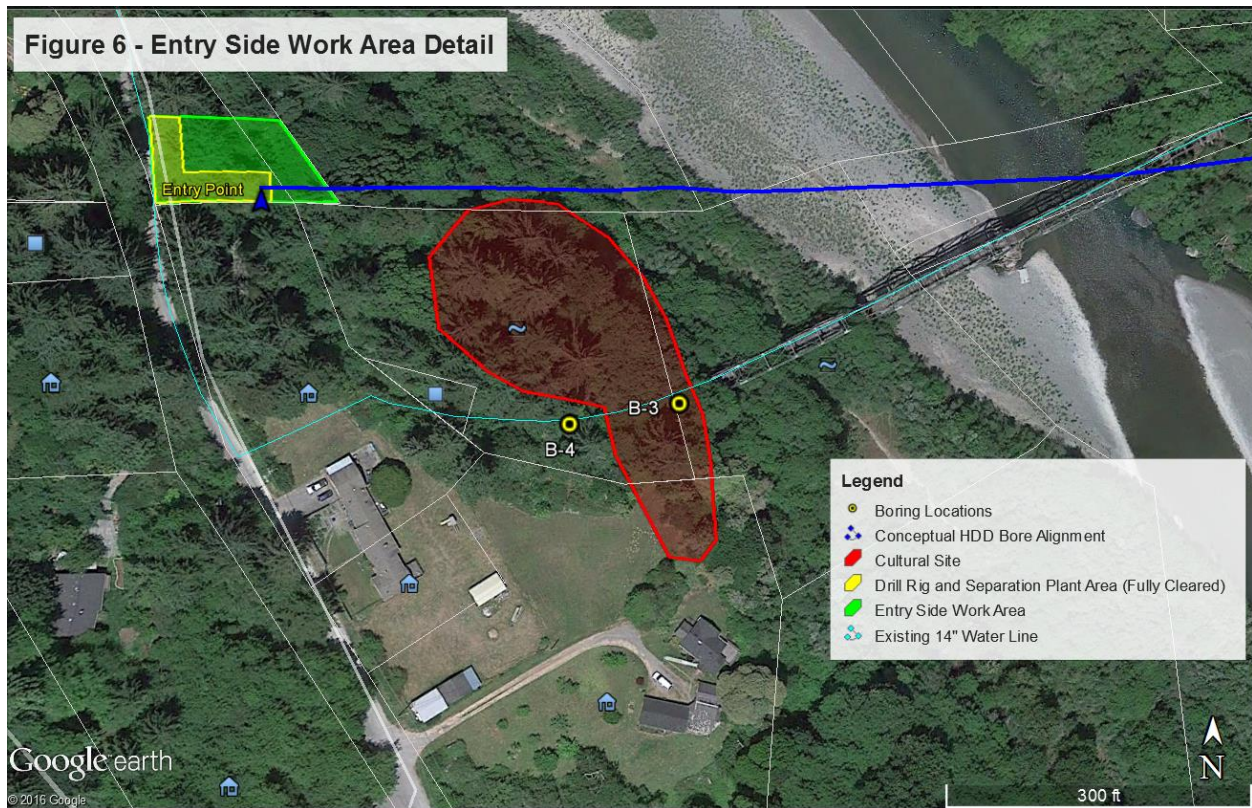 Figure 6 - Entry Side Work Area Detail
Entry Point
B-3
B-4
Legend
Boring Locations
Conceptual HDD Bore Alignment
Cultural Site
Drill Rig and Separation Plant Area (Fully Cleared)
Entry Side Work Area
Existing 14" Water Line
Google earth
© 2016 Google
N
300 ft